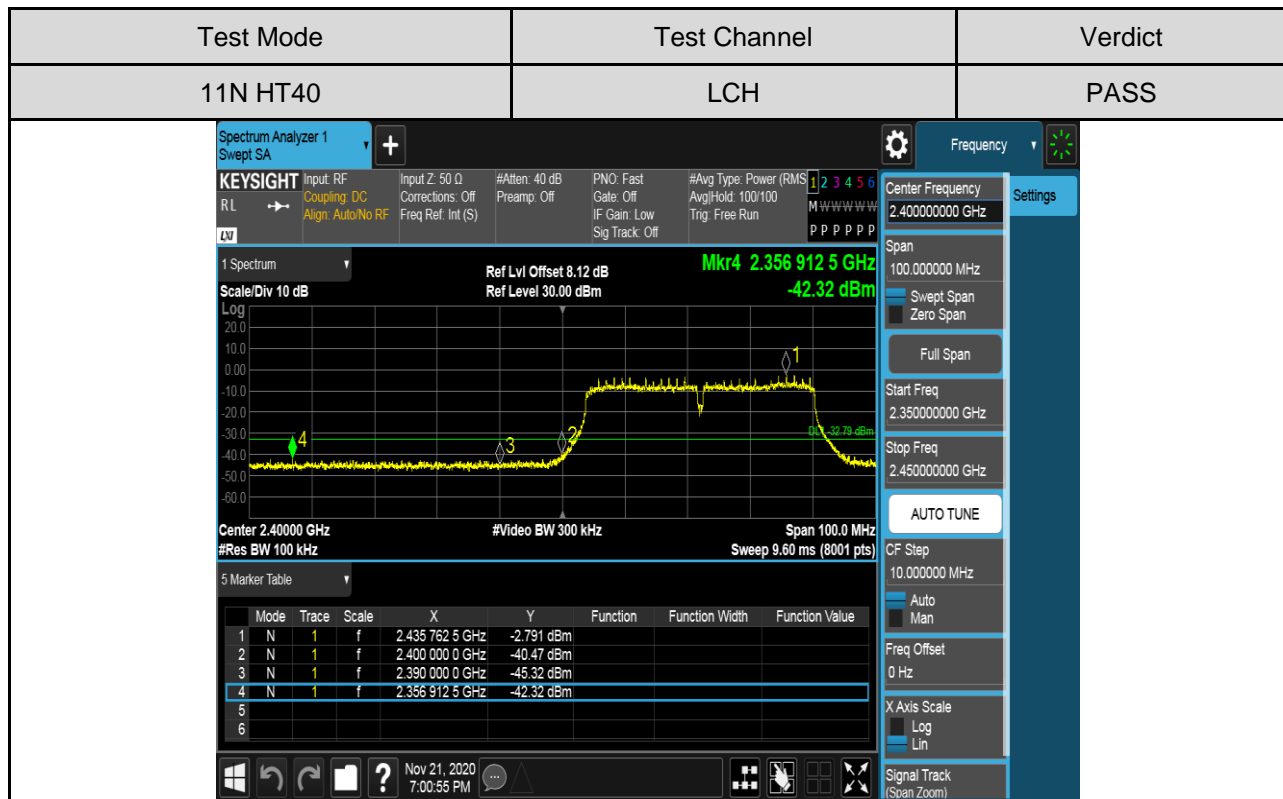 Test Mode Test Channel Verdict
11N HT40 LCH PASS
Spectrum Analyzer 1
Swept SA
Frequency
KEYSIGHT Input: RF Input Z: 50 Ω #Atten: 40 dB PNO: Fast #Avg Type: Power (RMS 1 2 3 4 5 6
RL Coupling: DC Corrections: Off Preamp: Off Gate: Off Avg|Hold: 100/100 M W W W W W
Align: Auto/No RF Freq Ref: Int (S) IF Gain: Low Trig: Free Run
LXI Sig Track: Off P P P P P P
1 Spectrum
Ref Lvl Offset 8.12 dB Mkr4 2.356 912 5 GHz
Scale/Div 10 dB Ref Level 30.00 dBm -42.32 dBm
Log
20.0
10.0
0.00
-10.0
-20.0
-30.0
-40.0
-50.0
-60.0
1
2
3
4
DL1 -32.79 dBm
Center 2.40000 GHz #Video BW 300 kHz Span 100.0 MHz
#Res BW 100 kHz Sweep 9.60 ms (8001 pts)
5 Marker Table
Mode Trace Scale X Y Function Function Width Function Value
1 N 1 f 2.435 762 5 GHz -2.791 dBm
2 N 1 f 2.400 000 0 GHz -40.47 dBm
3 N 1 f 2.390 000 0 GHz -45.32 dBm
4 N 1 f 2.356 912 5 GHz -42.32 dBm
5
6
Nov 21, 2020
7:00:55 PM
Center Frequency
2.400000000 GHz
Settings
Span
100.000000 MHz
Swept Span
Zero Span
Full Span
Start Freq
2.350000000 GHz
Stop Freq
2.450000000 GHz
AUTO TUNE
CF Step
10.000000 MHz
Auto
Man
Freq Offset
0 Hz
X Axis Scale
Log
Lin
Signal Track
(Span Zoom)